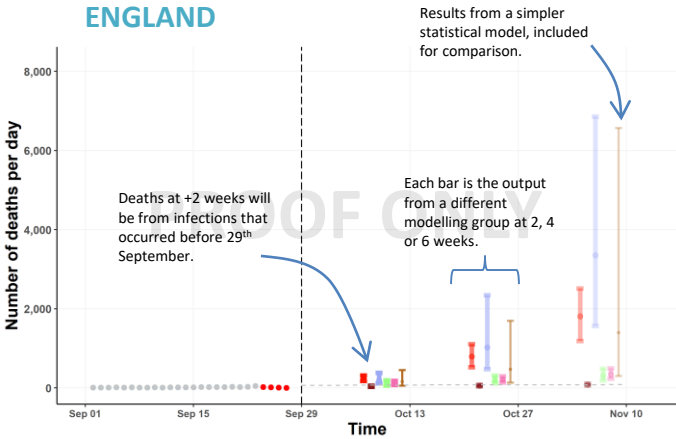 ENGLAND
Results from a simpler
statistical model, included
for comparison.
8,000
6,000
4,000
2,000
0
Number of deaths per day
PROOF ONLY
Deaths at +2 weeks will
be from infections that
occurred before 29th
September.
Each bar is the output
from a different
modelling group at 2, 4
or 6 weeks.
Sep 01 Sep 15 Sep 29 Oct 13 Oct 27 Nov 10
Time